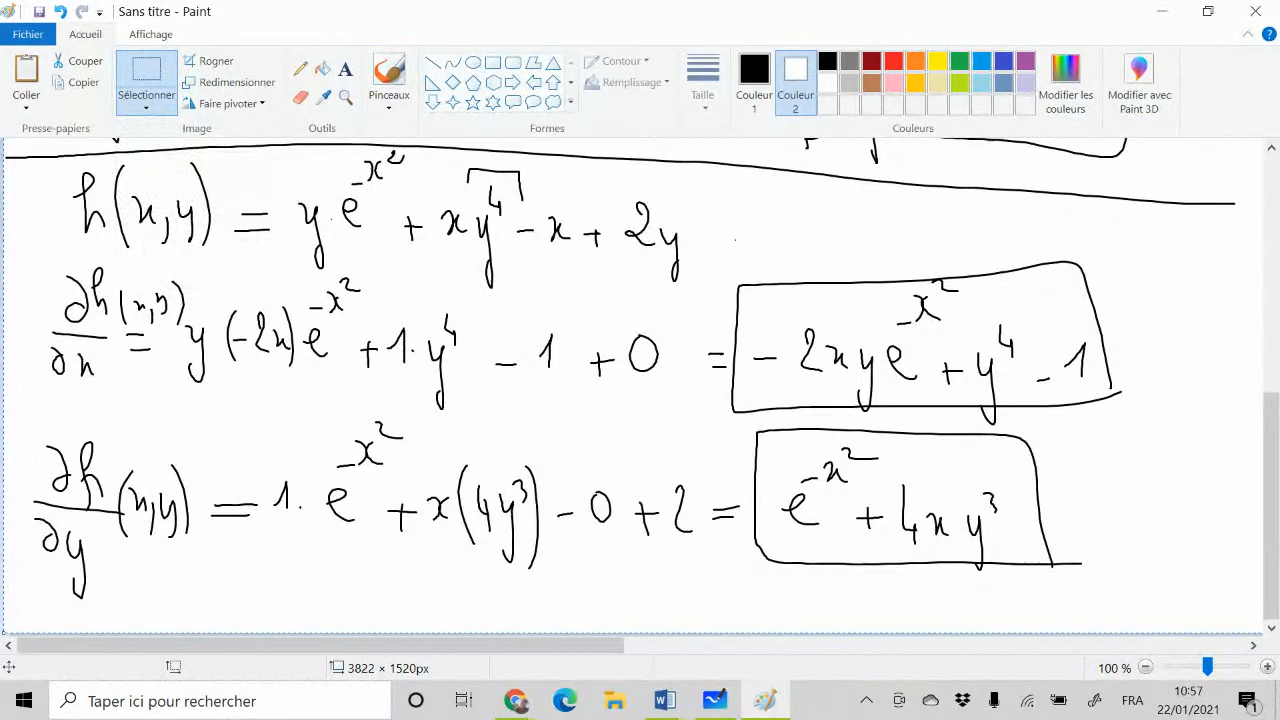 Sans titre - Paint
Fichier Accueil Affichage
Coller
Couper
Copier
Presse-papiers
Sélectionner
Rogner
Redimensionner
Faire pivoter
Image
Outils
Pinceaux
Formes
Contour
Remplissage
Taille
Couleur 1
Couleur 2
Couleurs
Modifier les couleurs
Modifier avec Paint 3D
h(x,y) = y·e^{-x^2} + xy^4 - x + 2y
∂h/∂x (x,y) = y(-2x)e^{-x^2} + 1·y^4 - 1 + 0 = -2xye^{-x^2} + y^4 - 1
∂h/∂y (x,y) = 1·e^{-x^2} + x(4y^3) - 0 + 2 = e^{-x^2} + 4xy^3
3822 × 1520px
100 %
Taper ici pour rechercher
FRA
10:57
22/01/2021
1